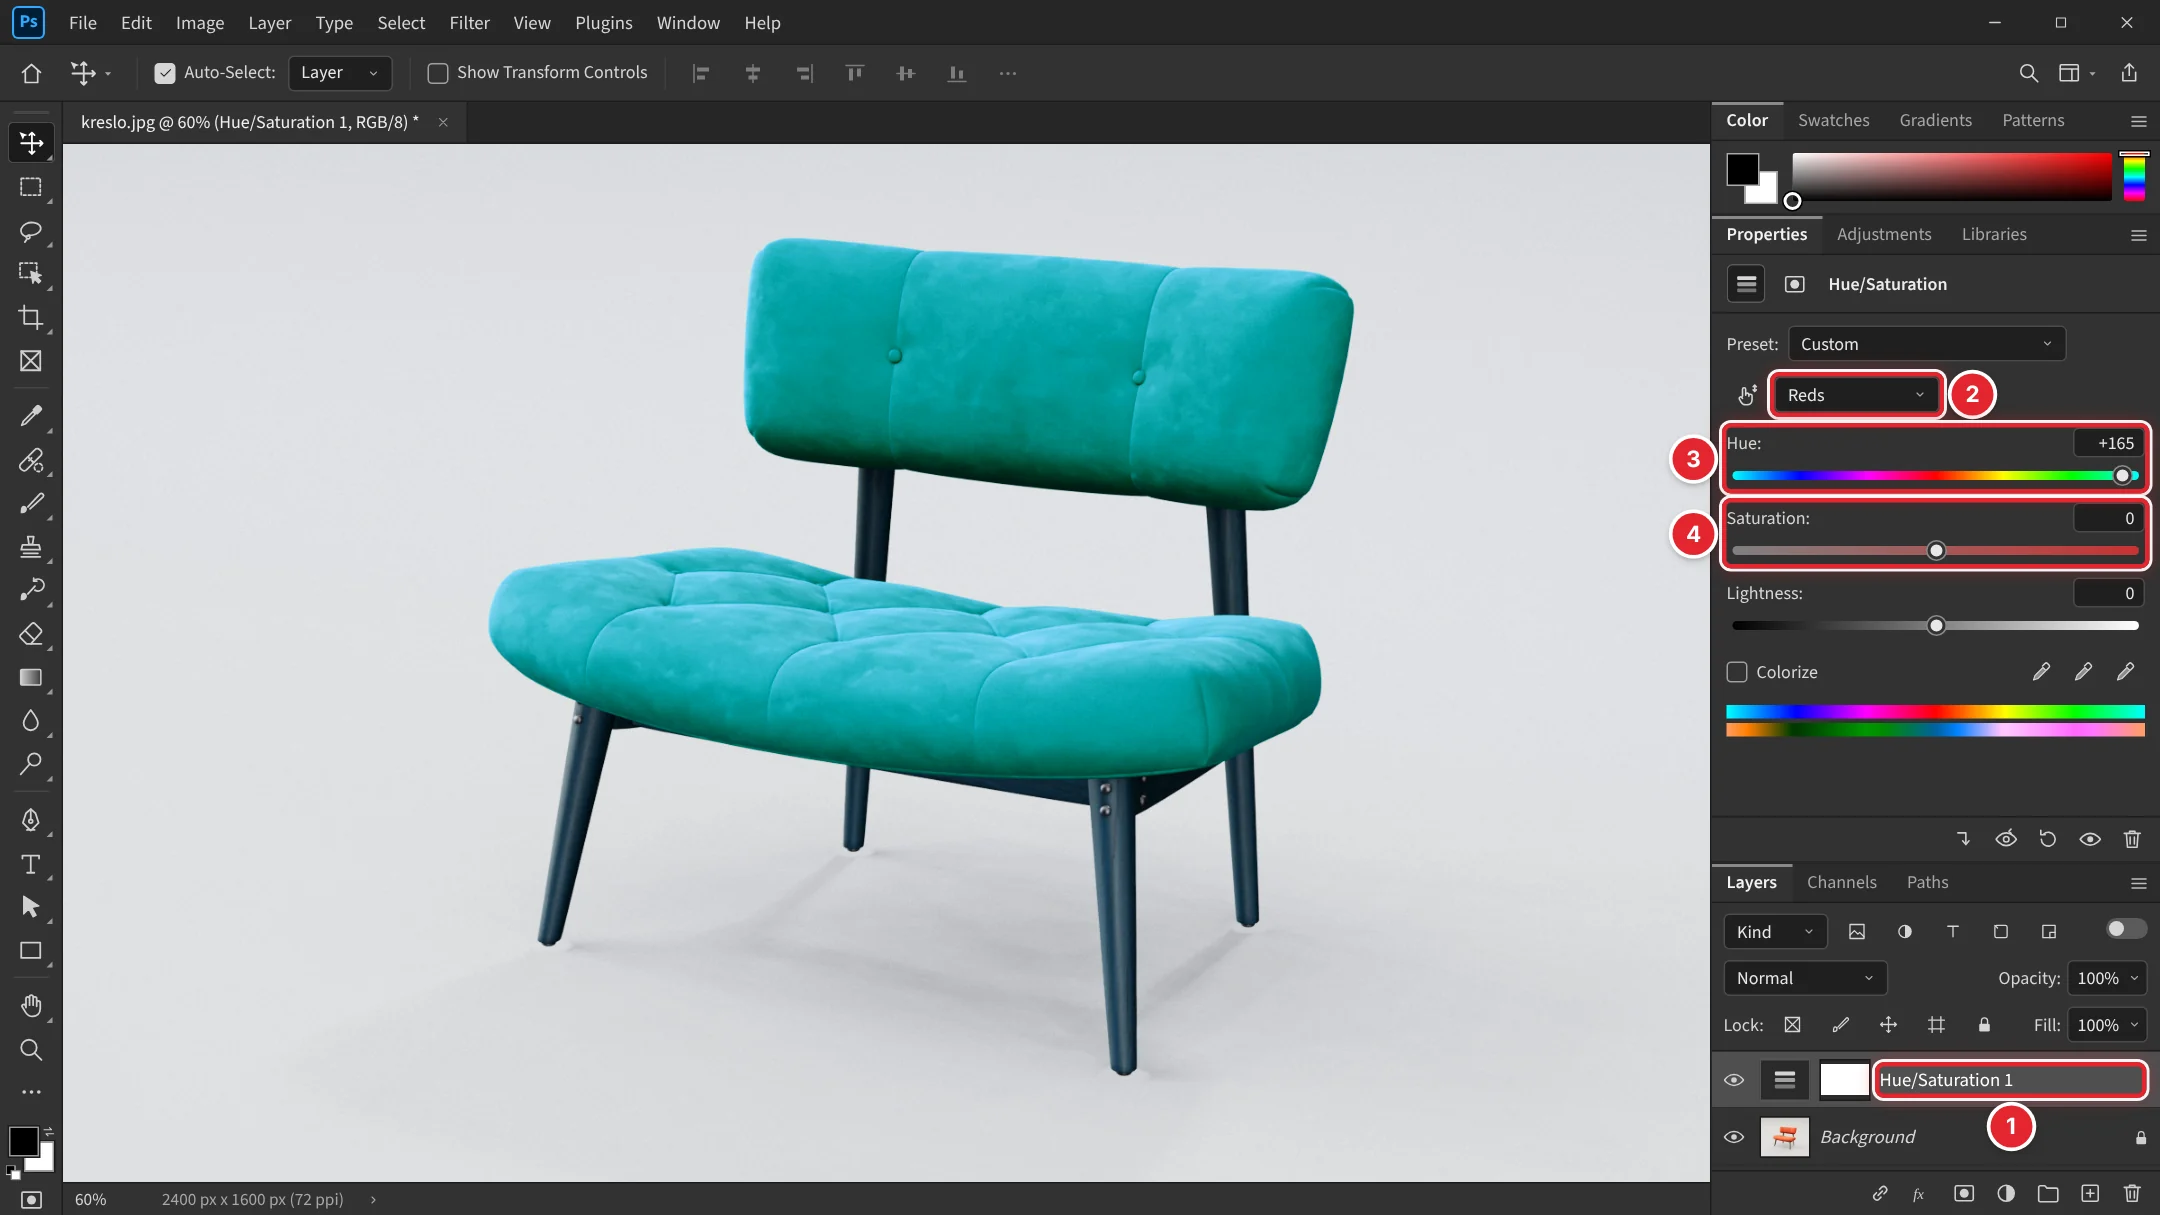 Ps File Edit Image Layer Type Select Filter View Plugins Window Help
Auto-Select: Layer Show Transform Controls
kreslo.jpg @ 60% (Hue/Saturation 1, RGB/8) *
Color Swatches Gradients Patterns
Properties Adjustments Libraries
Hue/Saturation
Preset: Custom
Reds 2
3 Hue: +165
4 Saturation: 0
Lightness: 0
Colorize
Layers Channels Paths
Kind
Normal Opacity: 100%
Lock: Fill: 100%
Hue/Saturation 1
1
Background
60% 2400 px x 1600 px (72 ppi)
fx